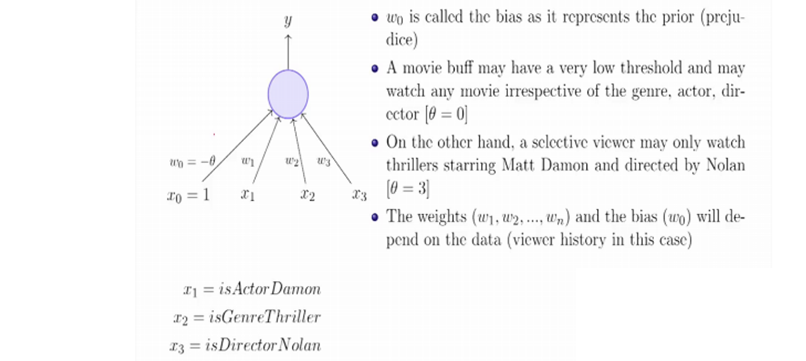 y
w₀ = −θ w₁ w₂ w₃
x₀ = 1 x₁ x₂ x₃
x₁ = isActorDamon
x₂ = isGenreThriller
x₃ = isDirectorNolan
w₀ is called the bias as it represents the prior (preju-
dice)
A movie buff may have a very low threshold and may
watch any movie irrespective of the genre, actor, dir-
ector [θ = 0]
On the other hand, a selective viewer may only watch
thrillers starring Matt Damon and directed by Nolan
[θ = 3]
The weights (w₁, w₂, ..., wₙ) and the bias (w₀) will de-
pend on the data (viewer history in this case)